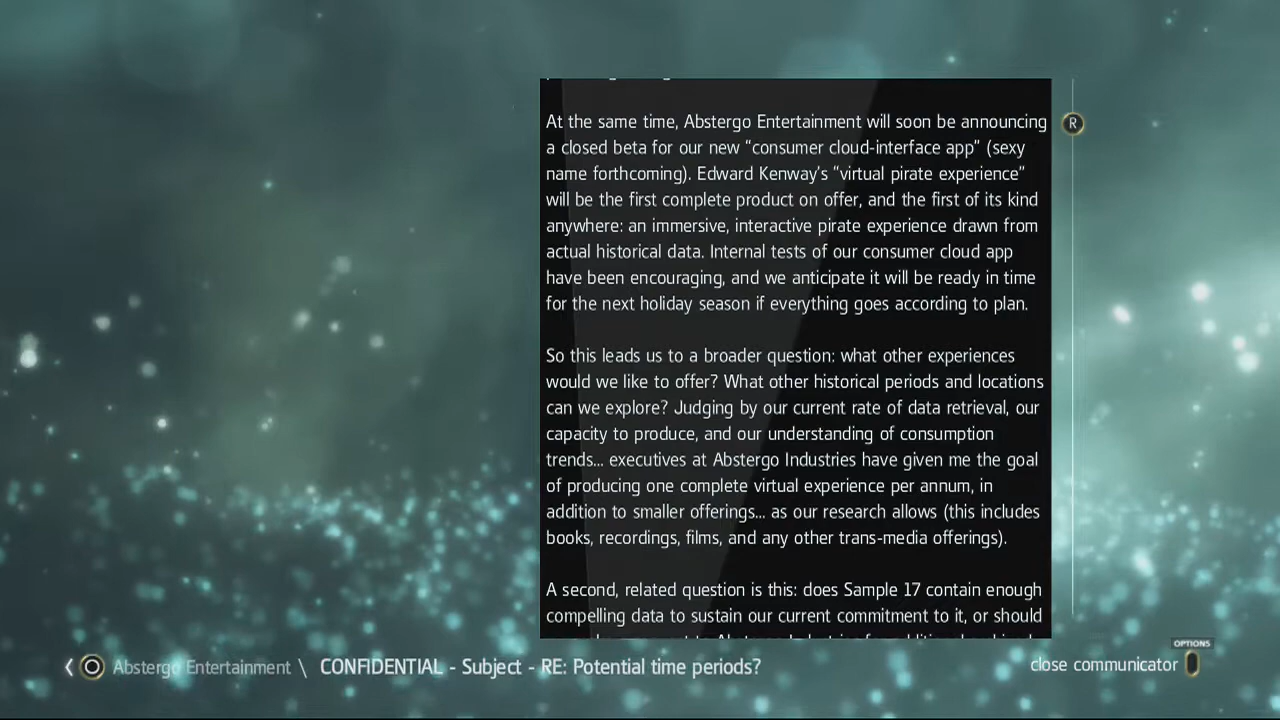 At the same time, Abstergo Entertainment will soon be announcing
a closed beta for our new “consumer cloud-interface app” (sexy
name forthcoming). Edward Kenway’s “virtual pirate experience”
will be the first complete product on offer, and the first of its kind
anywhere: an immersive, interactive pirate experience drawn from
actual historical data. Internal tests of our consumer cloud app
have been encouraging, and we anticipate it will be ready in time
for the next holiday season if everything goes according to plan.
So this leads us to a broader question: what other experiences
would we like to offer? What other historical periods and locations
can we explore? Judging by our current rate of data retrieval, our
capacity to produce, and our understanding of consumption
trends... executives at Abstergo Industries have given me the goal
of producing one complete virtual experience per annum, in
addition to smaller offerings... as our research allows (this includes
books, recordings, films, and any other trans-media offerings).
A second, related question is this: does Sample 17 contain enough
compelling data to sustain our current commitment to it, or should
R
Abstergo Entertainment \ CONFIDENTIAL - Subject - RE: Potential time periods?
OPTIONS
close communicator